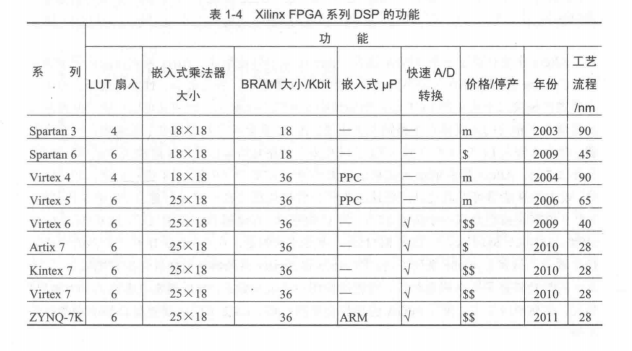 表 1-4 Xilinx FPGA 系列 DSP 的功能
功 能
系 列 LUT 扇入 嵌入式乘法器大小 BRAM 大小/Kbit 嵌入式 μP 快速 A/D 转换 价格/停产 年份 工艺流程/nm
Spartan 3 4 18×18 18 — — m 2003 90
Spartan 6 6 18×18 18 — — $ 2009 45
Virtex 4 4 18×18 36 PPC — m 2004 90
Virtex 5 6 25×18 36 PPC — m 2006 65
Virtex 6 6 25×18 36 — √ $$ 2009 40
Artix 7 6 25×18 36 — — $ 2010 28
Kintex 7 6 25×18 36 — √ $$ 2010 28
Virtex 7 6 25×18 36 — √ $$ 2010 28
ZYNQ-7K 6 25×18 36 ARM √ $$ 2011 28